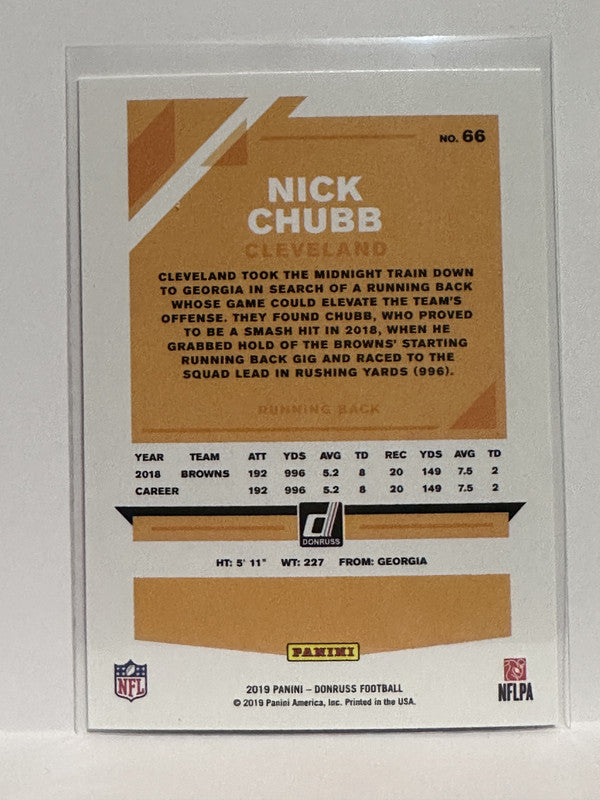 NO. 66
NICK
CHUBB
CLEVELAND
CLEVELAND TOOK THE MIDNIGHT TRAIN DOWN
TO GEORGIA IN SEARCH OF A RUNNING BACK
WHOSE GAME COULD ELEVATE THE TEAM'S
OFFENSE. THEY FOUND CHUBB, WHO PROVED
TO BE A SMASH HIT IN 2018, WHEN HE
GRABBED HOLD OF THE BROWNS' STARTING
RUNNING BACK GIG AND RACED TO THE
SQUAD LEAD IN RUSHING YARDS (996).
RUNNING BACK
YEAR TEAM ATT YDS AVG TD REC YDS AVG TD
2018 BROWNS 192 996 5.2 8 20 149 7.5 2
CAREER 192 996 5.2 8 20 149 7.5 2
d
DONRUSS
HT: 5' 11" WT: 227 FROM: GEORGIA
PANINI
NFL
2019 PANINI – DONRUSS FOOTBALL
© 2019 Panini America, Inc. Printed in the USA.
NFLPA